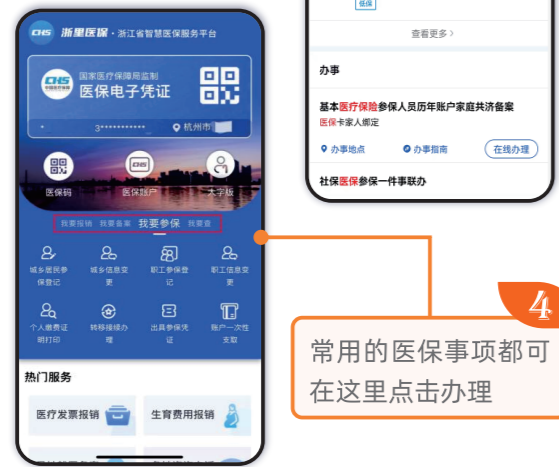 CHS 浙里医保·浙江省智慧医保服务平台
CHS
国家医疗保障局监制
医保电子凭证
* 3*********** 杭州市
CHS
医保码 医保账户 大字版
我要报销 我要备案 我要参保 我要查
城乡居民参保登记 城乡信息变更 职工参保登记 职工信息变更
个人缴费证明打印 转移接续办理 出具参保凭证 账户一次性支取
热门服务
医疗发票报销 生育费用报销
低保
查看更多>
办事
基本医疗保险参保人员历年账户家庭共济备案
医保卡家人绑定
办事地点 办事指南 在线办理
社保医保参保一件事联办
4
常用的医保事项都可
在这里点击办理